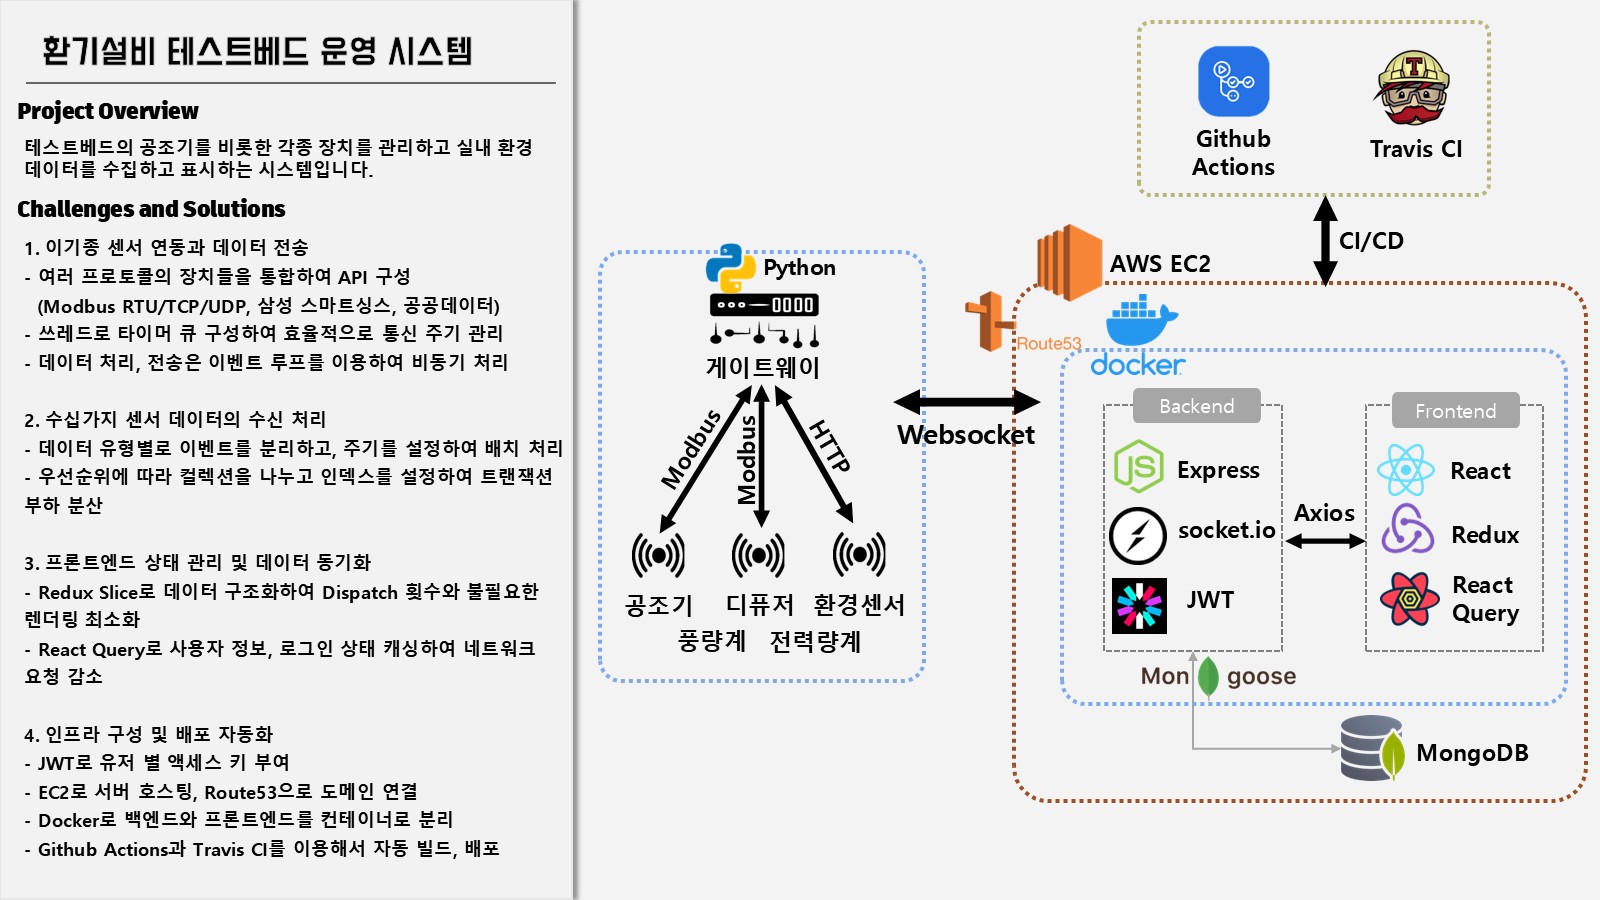 환기설비 테스트베드 운영 시스템
Project Overview
테스트베드의 공조기를 비롯한 각종 장치를 관리하고 실내 환경
데이터를 수집하고 표시하는 시스템입니다.
Challenges and Solutions
1. 이기종 센서 연동과 데이터 전송
- 여러 프로토콜의 장치들을 통합하여 API 구성
(Modbus RTU/TCP/UDP, 삼성 스마트싱스, 공공데이터)
- 쓰레드로 타이머 큐 구성하여 효율적으로 통신 주기 관리
- 데이터 처리, 전송은 이벤트 루프를 이용하여 비동기 처리
2. 수십가지 센서 데이터의 수신 처리
- 데이터 유형별로 이벤트를 분리하고, 주기를 설정하여 배치 처리
- 우선순위에 따라 컬렉션을 나누고 인덱스를 설정하여 트랜잭션
부하 분산
3. 프론트엔드 상태 관리 및 데이터 동기화
- Redux Slice로 데이터 구조화하여 Dispatch 횟수와 불필요한
렌더링 최소화
- React Query로 사용자 정보, 로그인 상태 캐싱하여 네트워크
요청 감소
4. 인프라 구성 및 배포 자동화
- JWT로 유저 별 액세스 키 부여
- EC2로 서버 호스팅, Route53으로 도메인 연결
- Docker로 백엔드와 프론트엔드를 컨테이너로 분리
- Github Actions과 Travis CI를 이용해서 자동 빌드, 배포
Python
게이트웨이
Modbus
Modbus
HTTP
공조기 디퓨저 환경센서
풍량계 전력량계
Websocket
Github
Actions
T
Travis CI
CI/CD
AWS EC2
Route53
docker
Backend
JS
Express
socket.io
JWT
Axios
Frontend
React
Redux
React
Query
Mon goose
MongoDB